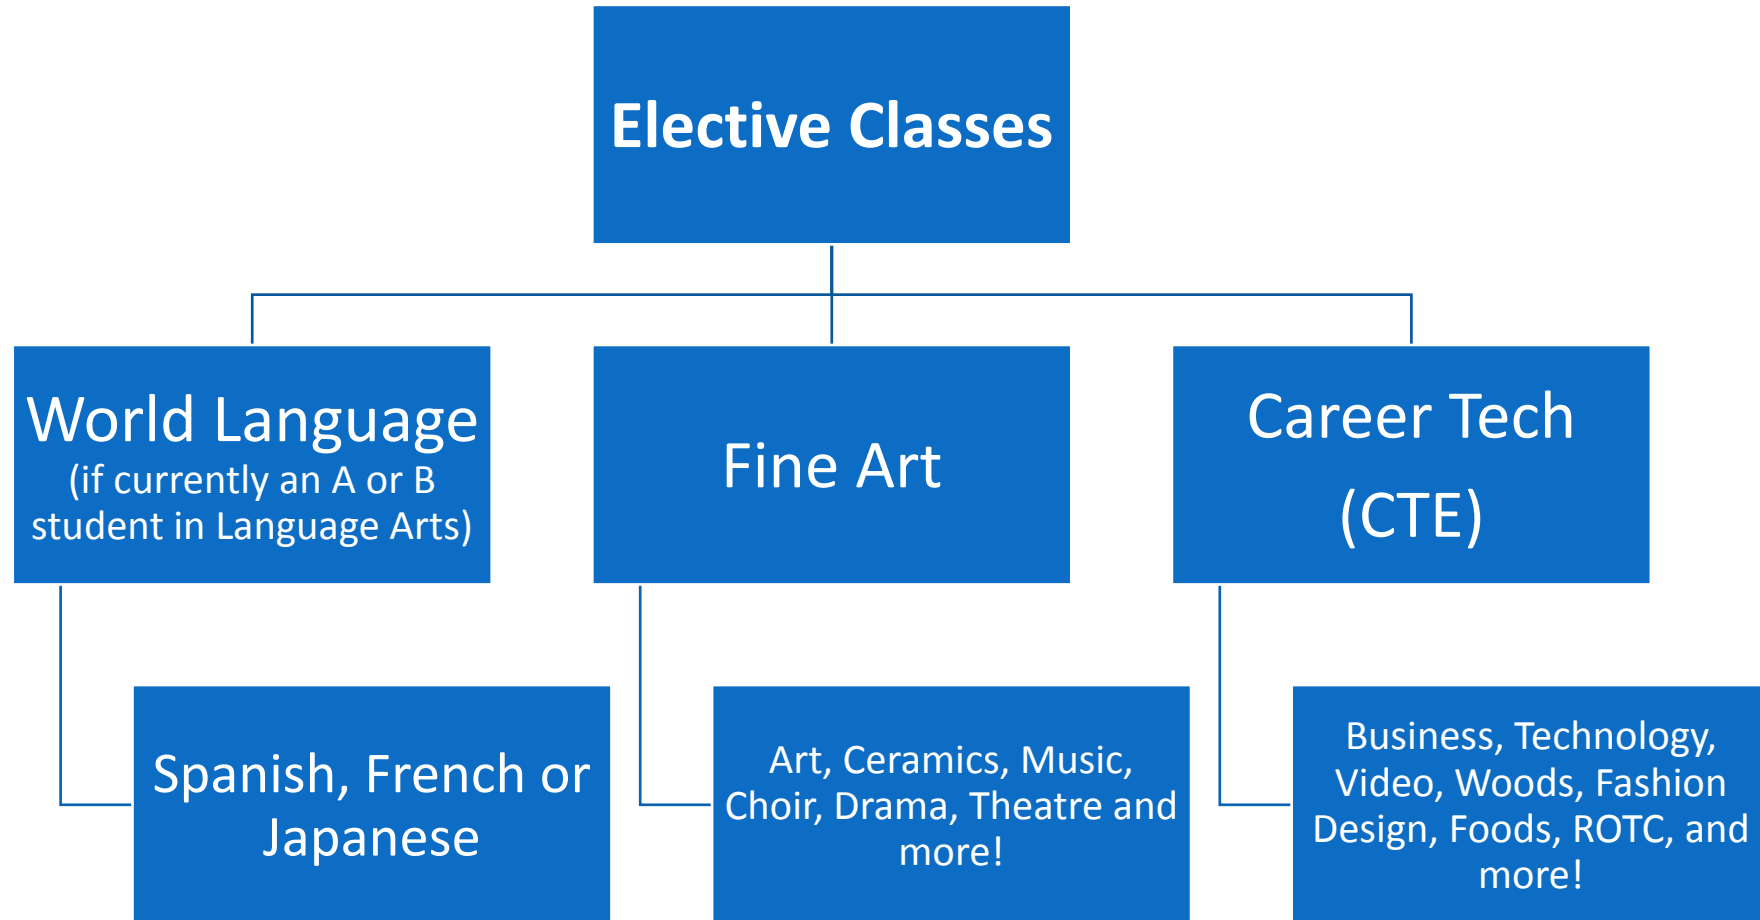 Elective Classes
World Language
(if currently an A or B
student in Language Arts)
Fine Art
Career Tech
(CTE)
Spanish, French or
Japanese
Art, Ceramics, Music,
Choir, Drama, Theatre and
more!
Business, Technology,
Video, Woods, Fashion
Design, Foods, ROTC, and
more!